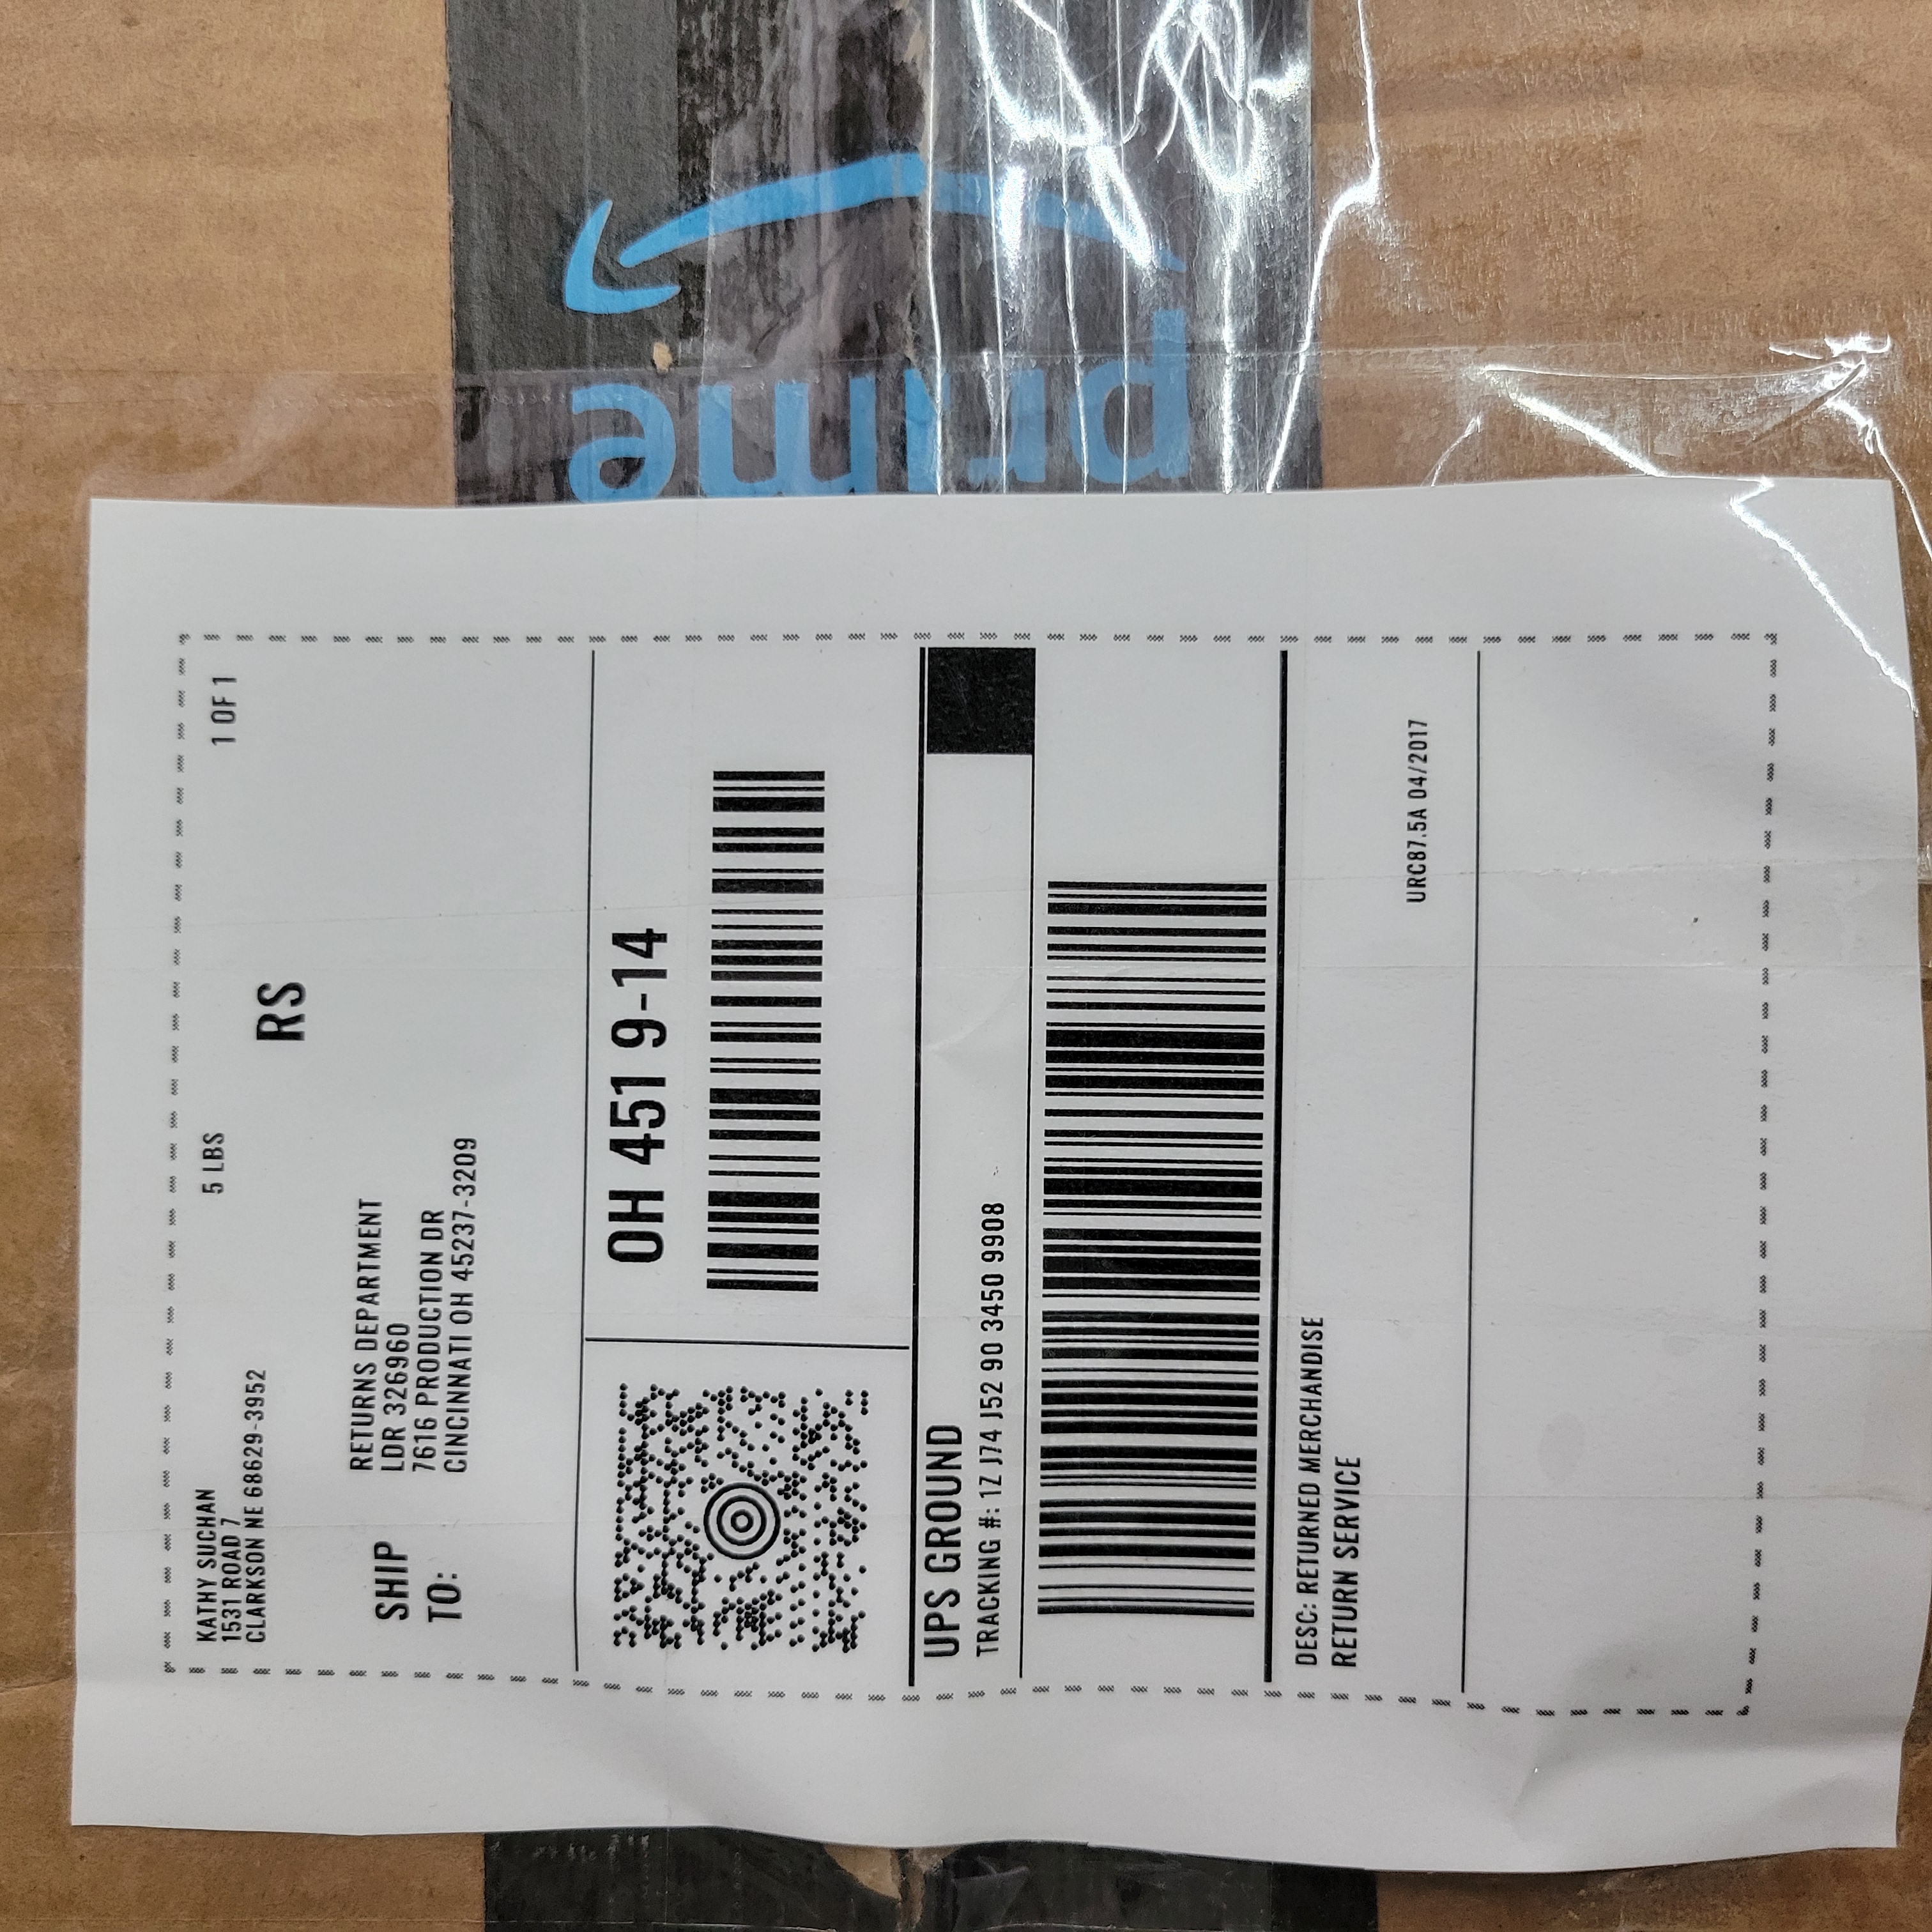 prime
KATHY SUCHAN
1531 ROAD 7
CLARKSON NE 68629-3952
5 LBS
1 OF 1
RS
SHIP
TO:
RETURNS DEPARTMENT
LDR 326960
7616 PRODUCTION DR
CINCINNATI OH 45237-3209
OH 451 9-14
UPS GROUND
TRACKING #: 1Z J74 J52 90 3450 9908
DESC: RETURNED MERCHANDISE
RETURN SERVICE
URC87.5A 04/2017